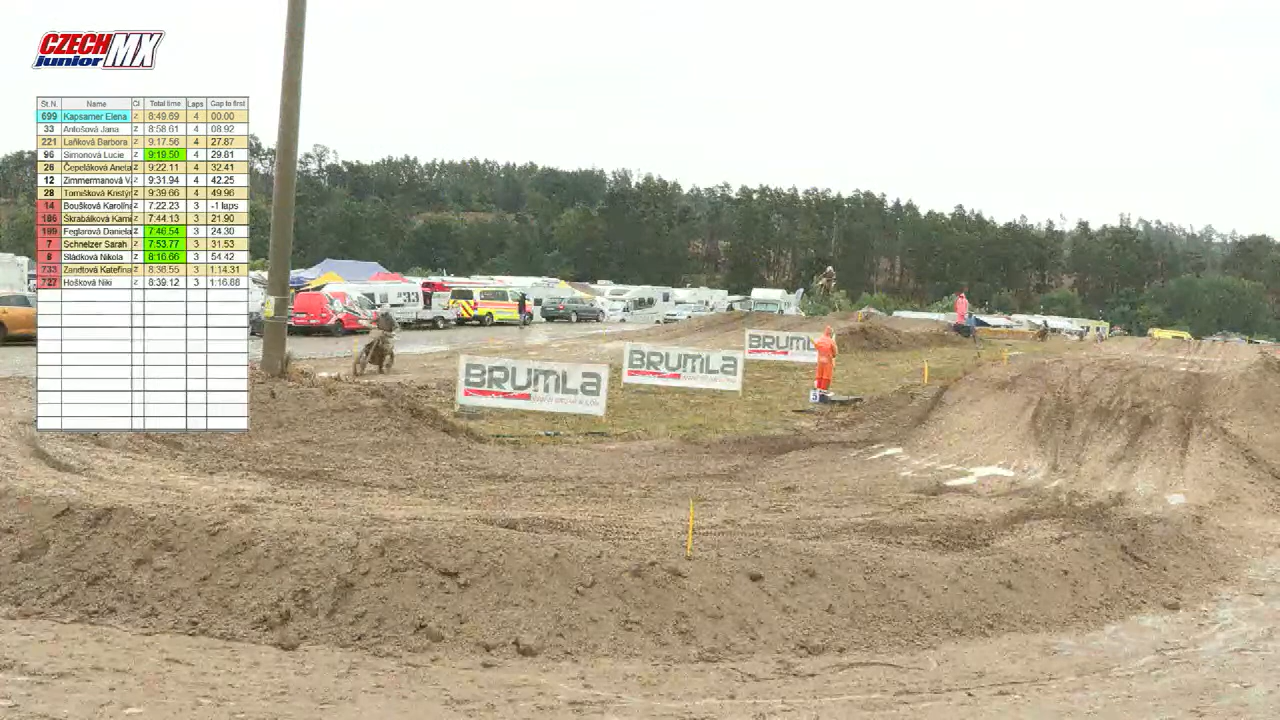 CZECH MX
junior
St.N. Name Cl Total time Laps Gap to first
699 Kapsamer Elena z 8:49.69 4 00.00
33 Antošová Jana z 8:58.61 4 08.92
221 Laňková Barbora z 9:17.56 4 27.87
96 Šimonová Lucie z 9:19.50 4 29.81
26 Čepeláková Aneta z 9:22.11 4 32.41
12 Zimmermanová V z 9:31.94 4 42.25
28 Tomišková Kristýn z 9:39.66 4 49.96
14 Boušková Karolína z 7:22.23 3 -1 laps
186 Škrabálková Kami z 7:44.13 3 21.90
199 Feglarová Daniela z 7:46.54 3 24.30
7 Schnelzer Sarah z 7:53.77 3 31.53
8 Sládková Nikola z 8:16.66 3 54.42
733 Zandtová Kateřina z 8:36.55 3 1:14.31
727 Hošková Niki z 8:39.12 3 1:16.88
33
BRUMLA
BRUMLA
BRUMLA
5